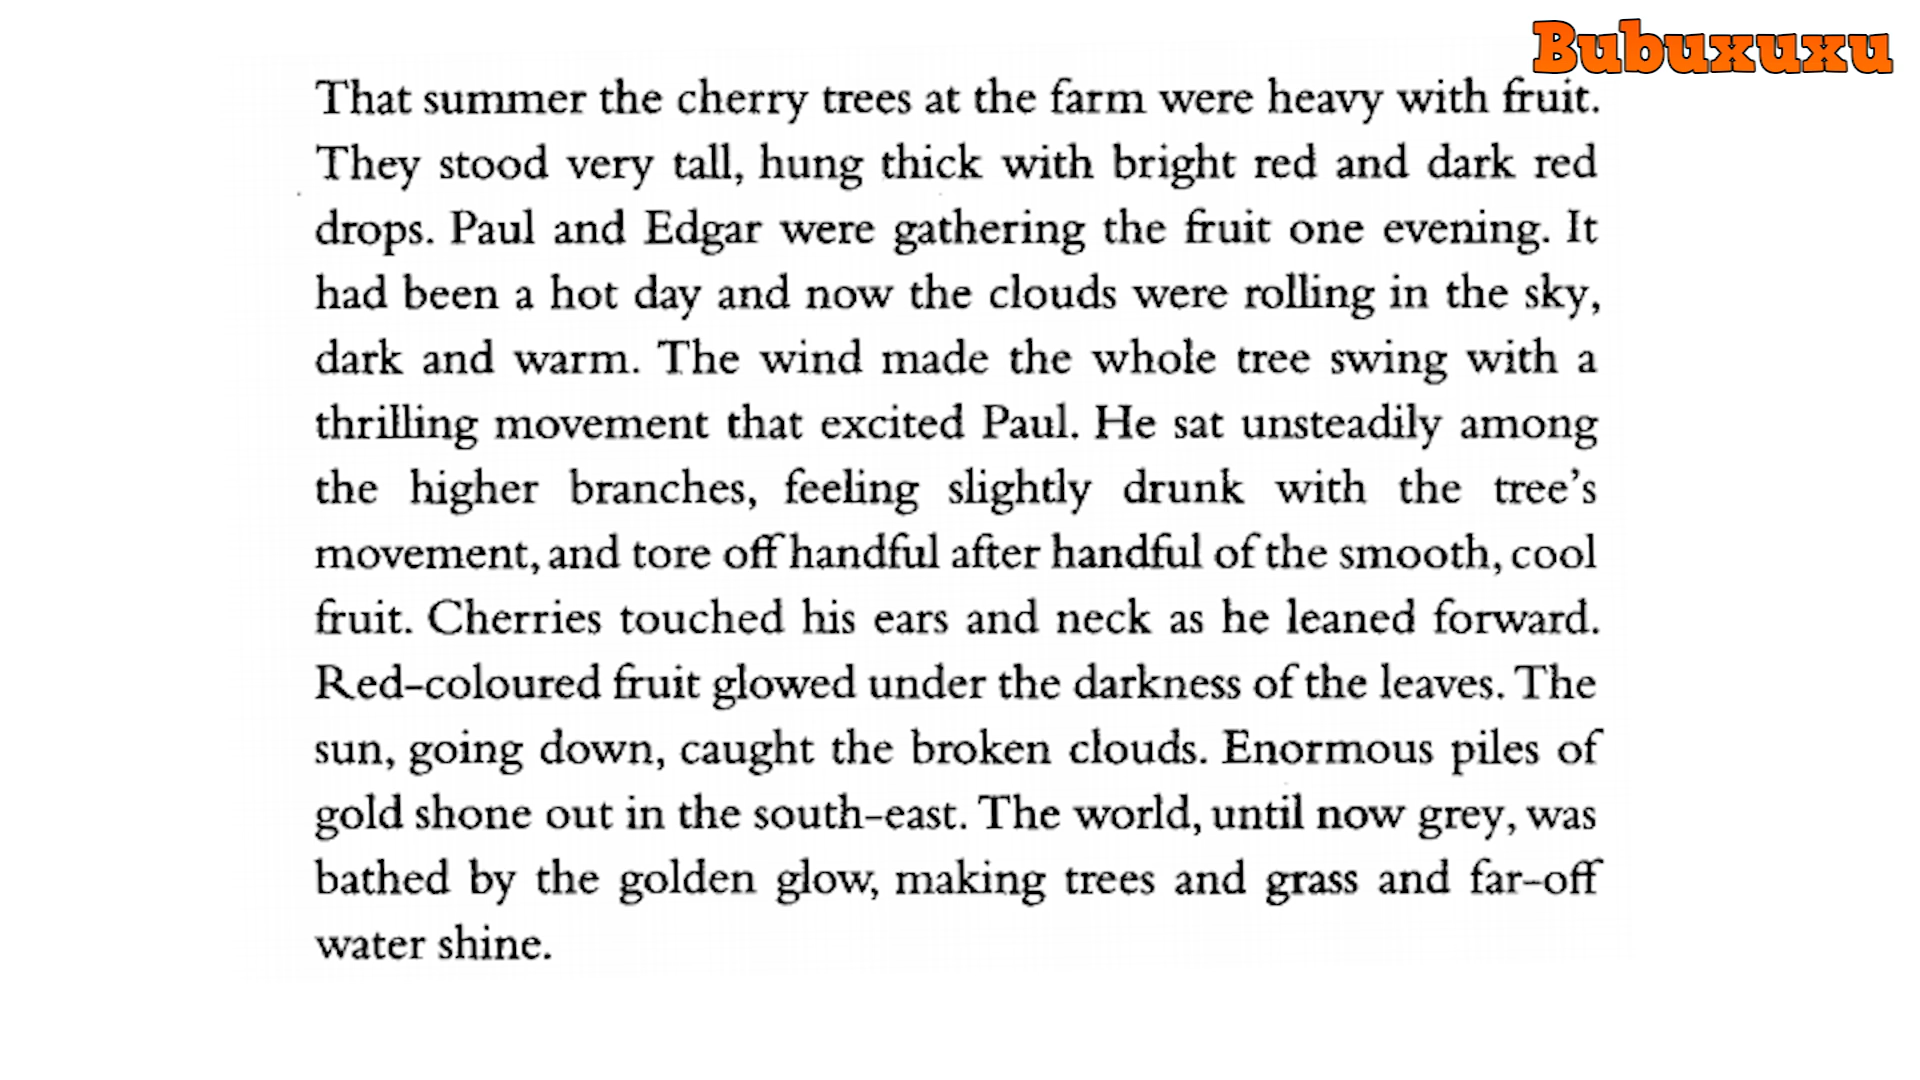 Bubuxuxu
That summer the cherry trees at the farm were heavy with fruit.
They stood very tall, hung thick with bright red and dark red
drops. Paul and Edgar were gathering the fruit one evening. It
had been a hot day and now the clouds were rolling in the sky,
dark and warm. The wind made the whole tree swing with a
thrilling movement that excited Paul. He sat unsteadily among
the higher branches, feeling slightly drunk with the tree's
movement, and tore off handful after handful of the smooth, cool
fruit. Cherries touched his ears and neck as he leaned forward.
Red-coloured fruit glowed under the darkness of the leaves. The
sun, going down, caught the broken clouds. Enormous piles of
gold shone out in the south-east. The world, until now grey, was
bathed by the golden glow, making trees and grass and far-off
water shine.